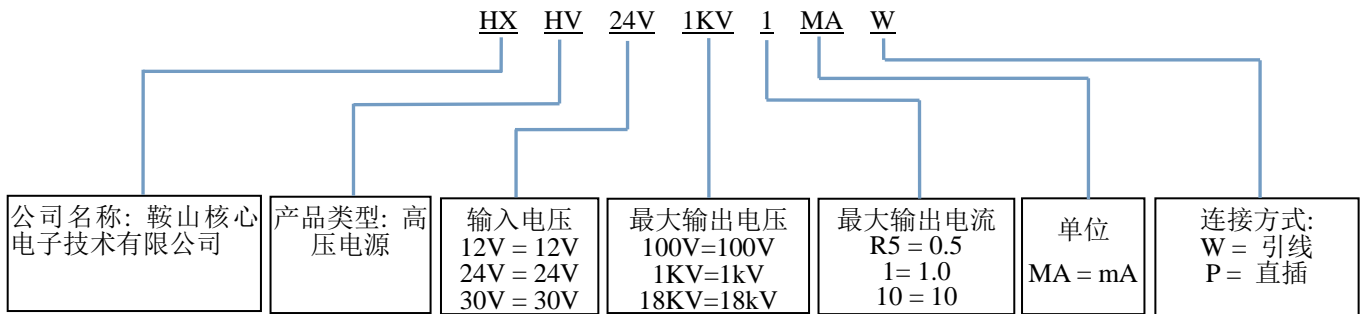 HX HV 24V 1KV 1 MA W
公司名称: 鞍山核心
电子技术有限公司
产品类型: 高
压电源
输入电压
12V = 12V
24V = 24V
30V = 30V
最大输出电压
100V=100V
1KV=1kV
18KV=18kV
最大输出电流
R5 = 0.5
1= 1.0
10 = 10
单位
MA = mA
连接方式:
W = 引线
P = 直插